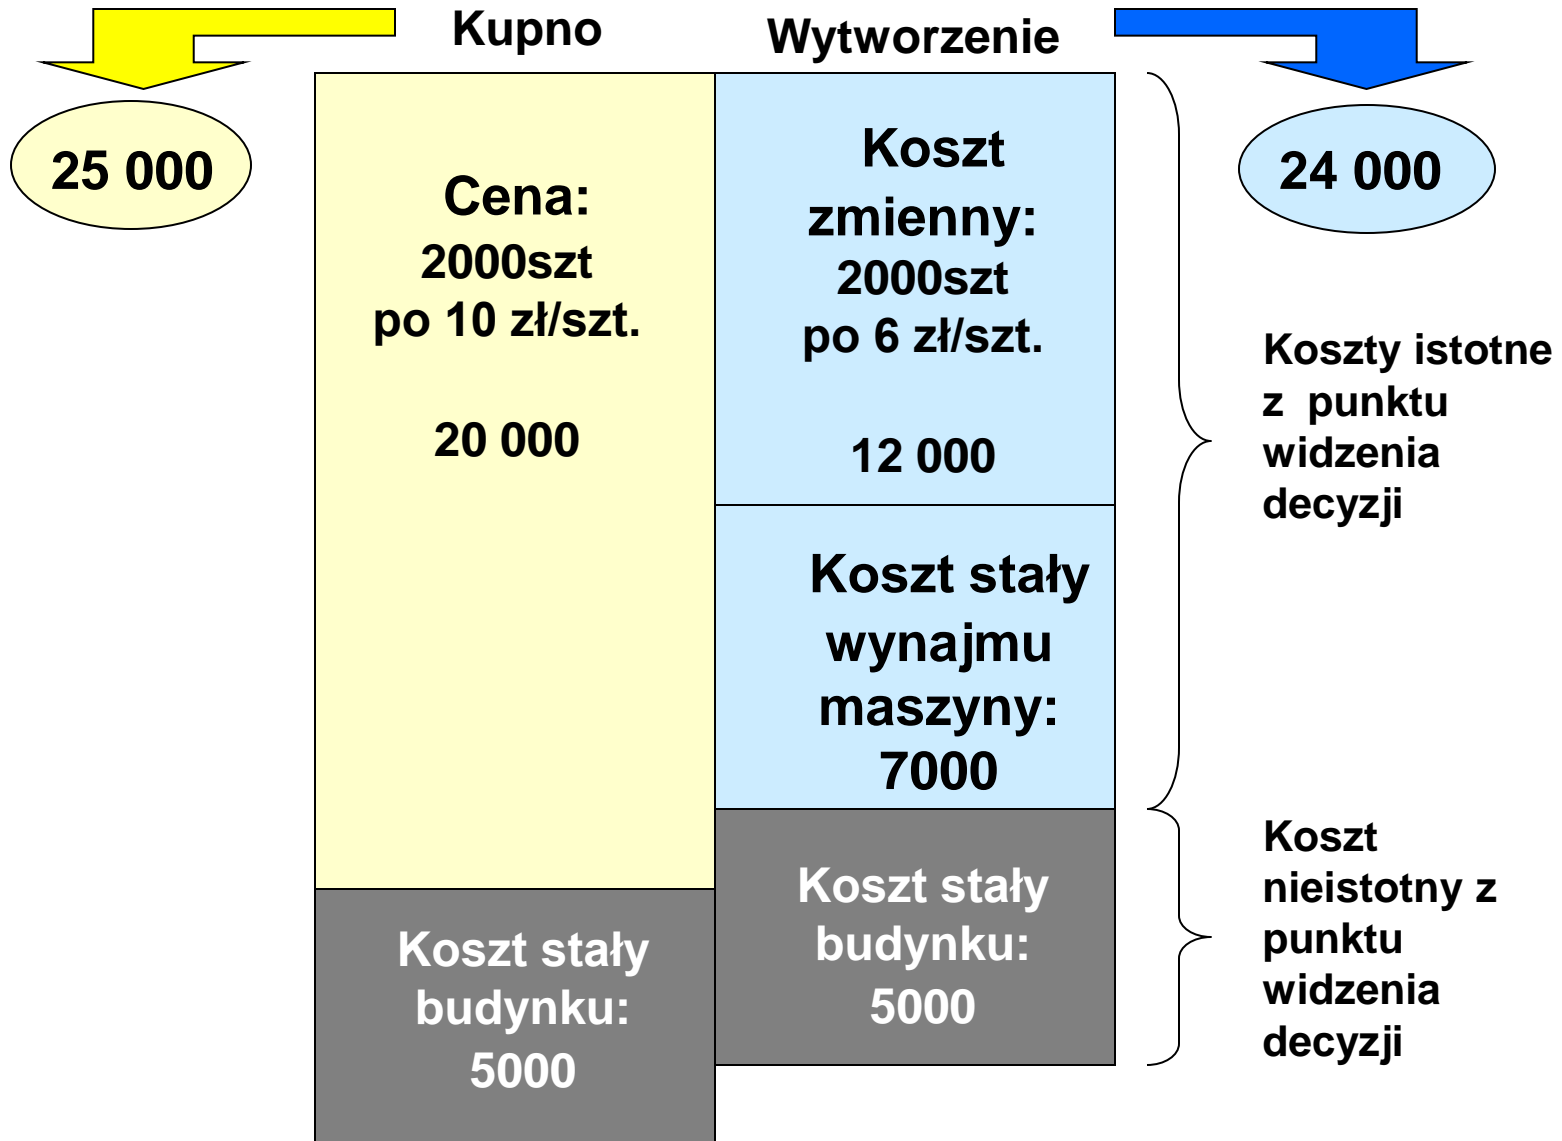 Kupno
Wytworzenie
25 000
24 000
Cena:
2000szt
po 10 zł/szt.
20 000
Koszt
zmienny:
2000szt
po 6 zł/szt.
12 000
Koszt stały
wynajmu
maszyny:
7000
Koszt stały
budynku:
5000
Koszt stały
budynku:
5000
Koszty istotne
z punktu
widzenia
decyzji
Koszt
nieistotny z
punktu
widzenia
decyzji